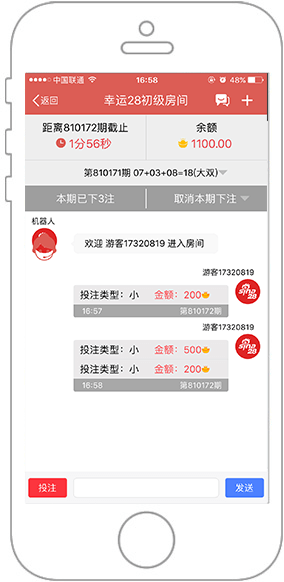 中国联通 16:58 48%
返回 幸运28初级房间
距离810172期截止 余额
1分56秒 1100.00
第810171期 07+03+08=18(大双)
本期已下3注 取消本期下注
机器人
欢迎 游客17320819 进入房间
游客17320819
投注类型：小 金额：200
16:57 第810172期
游客17320819
投注类型：小 金额：500
投注类型：小 金额：200
16:58 第810172期
投注 发送